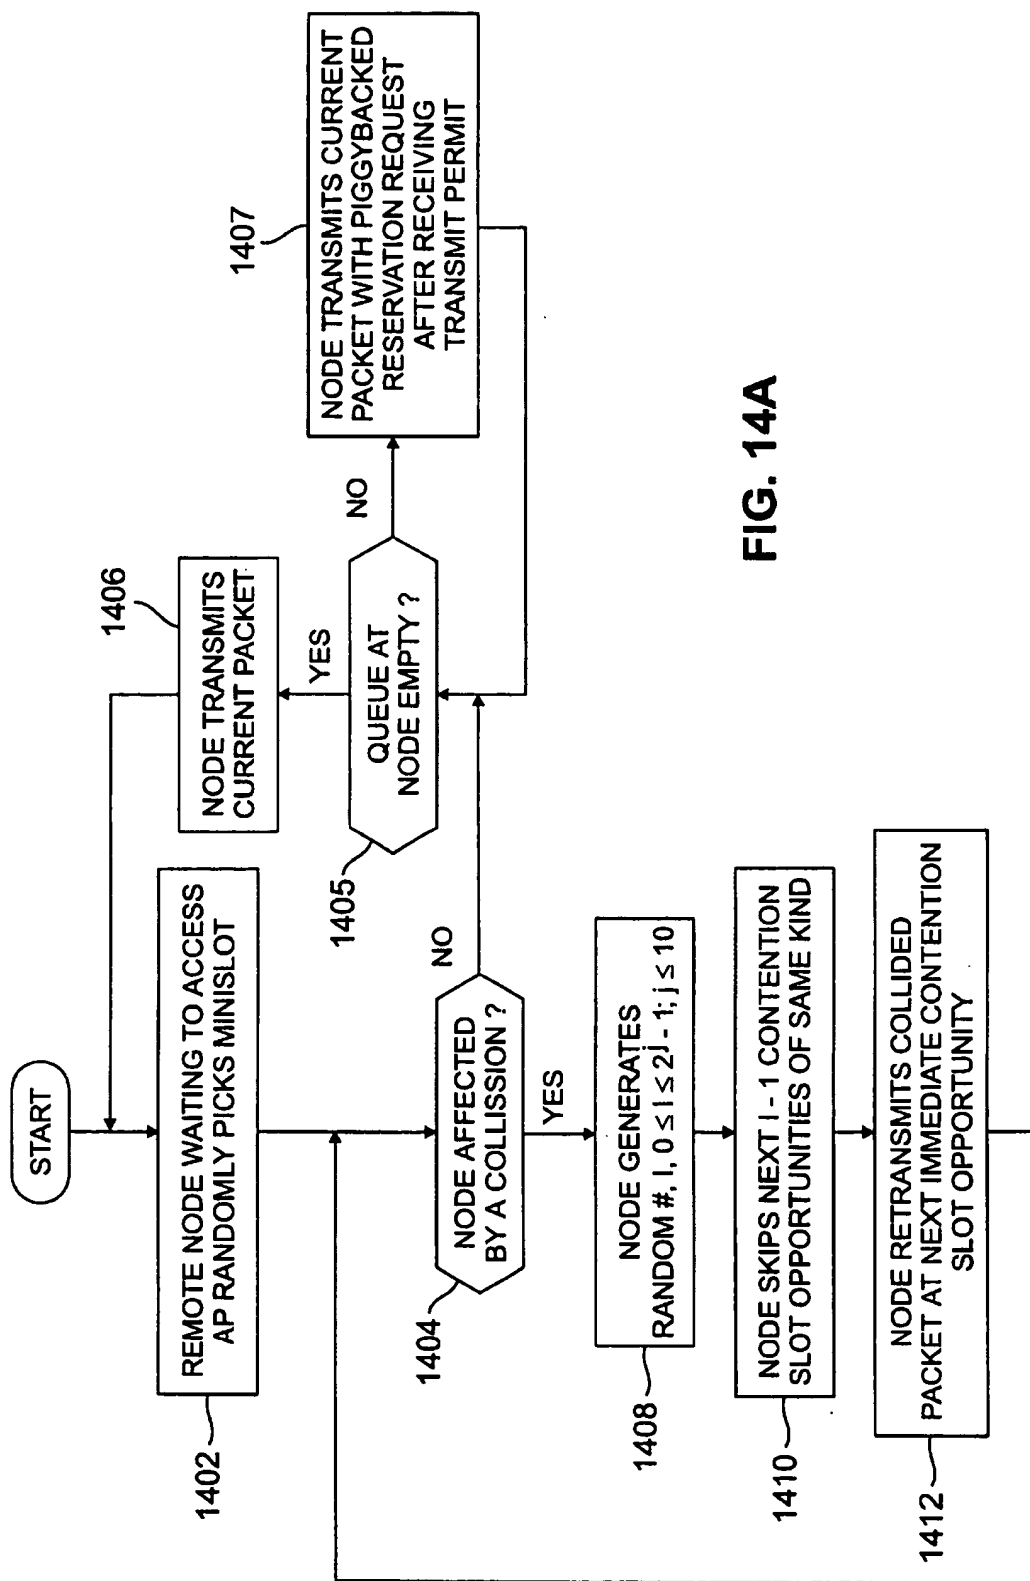 START
REMOTE NODE WAITING TO ACCESS
AP RANDOMLY PICKS MINISLOT
1402
NODE AFFECTED
BY A COLLISSION ?
1404
NO
YES
NODE GENERATES
RANDOM #, I, 0 ≤ I ≤ 2^j - 1; j ≤ 10
1408
NODE SKIPS NEXT I - 1 CONTENTION
SLOT OPPORTUNITIES OF SAME KIND
1410
NODE RETRANSMITS COLLIDED
PACKET AT NEXT IMMEDIATE CONTENTION
SLOT OPPORTUNITY
1412
NODE TRANSMITS
CURRENT PACKET
1406
YES
QUEUE AT
NODE EMPTY ?
1405
NO
NODE TRANSMITS CURRENT
PACKET WITH PIGGYBACKED
RESERVATION REQUEST
AFTER RECEIVING
TRANSMIT PERMIT
1407
FIG. 14A